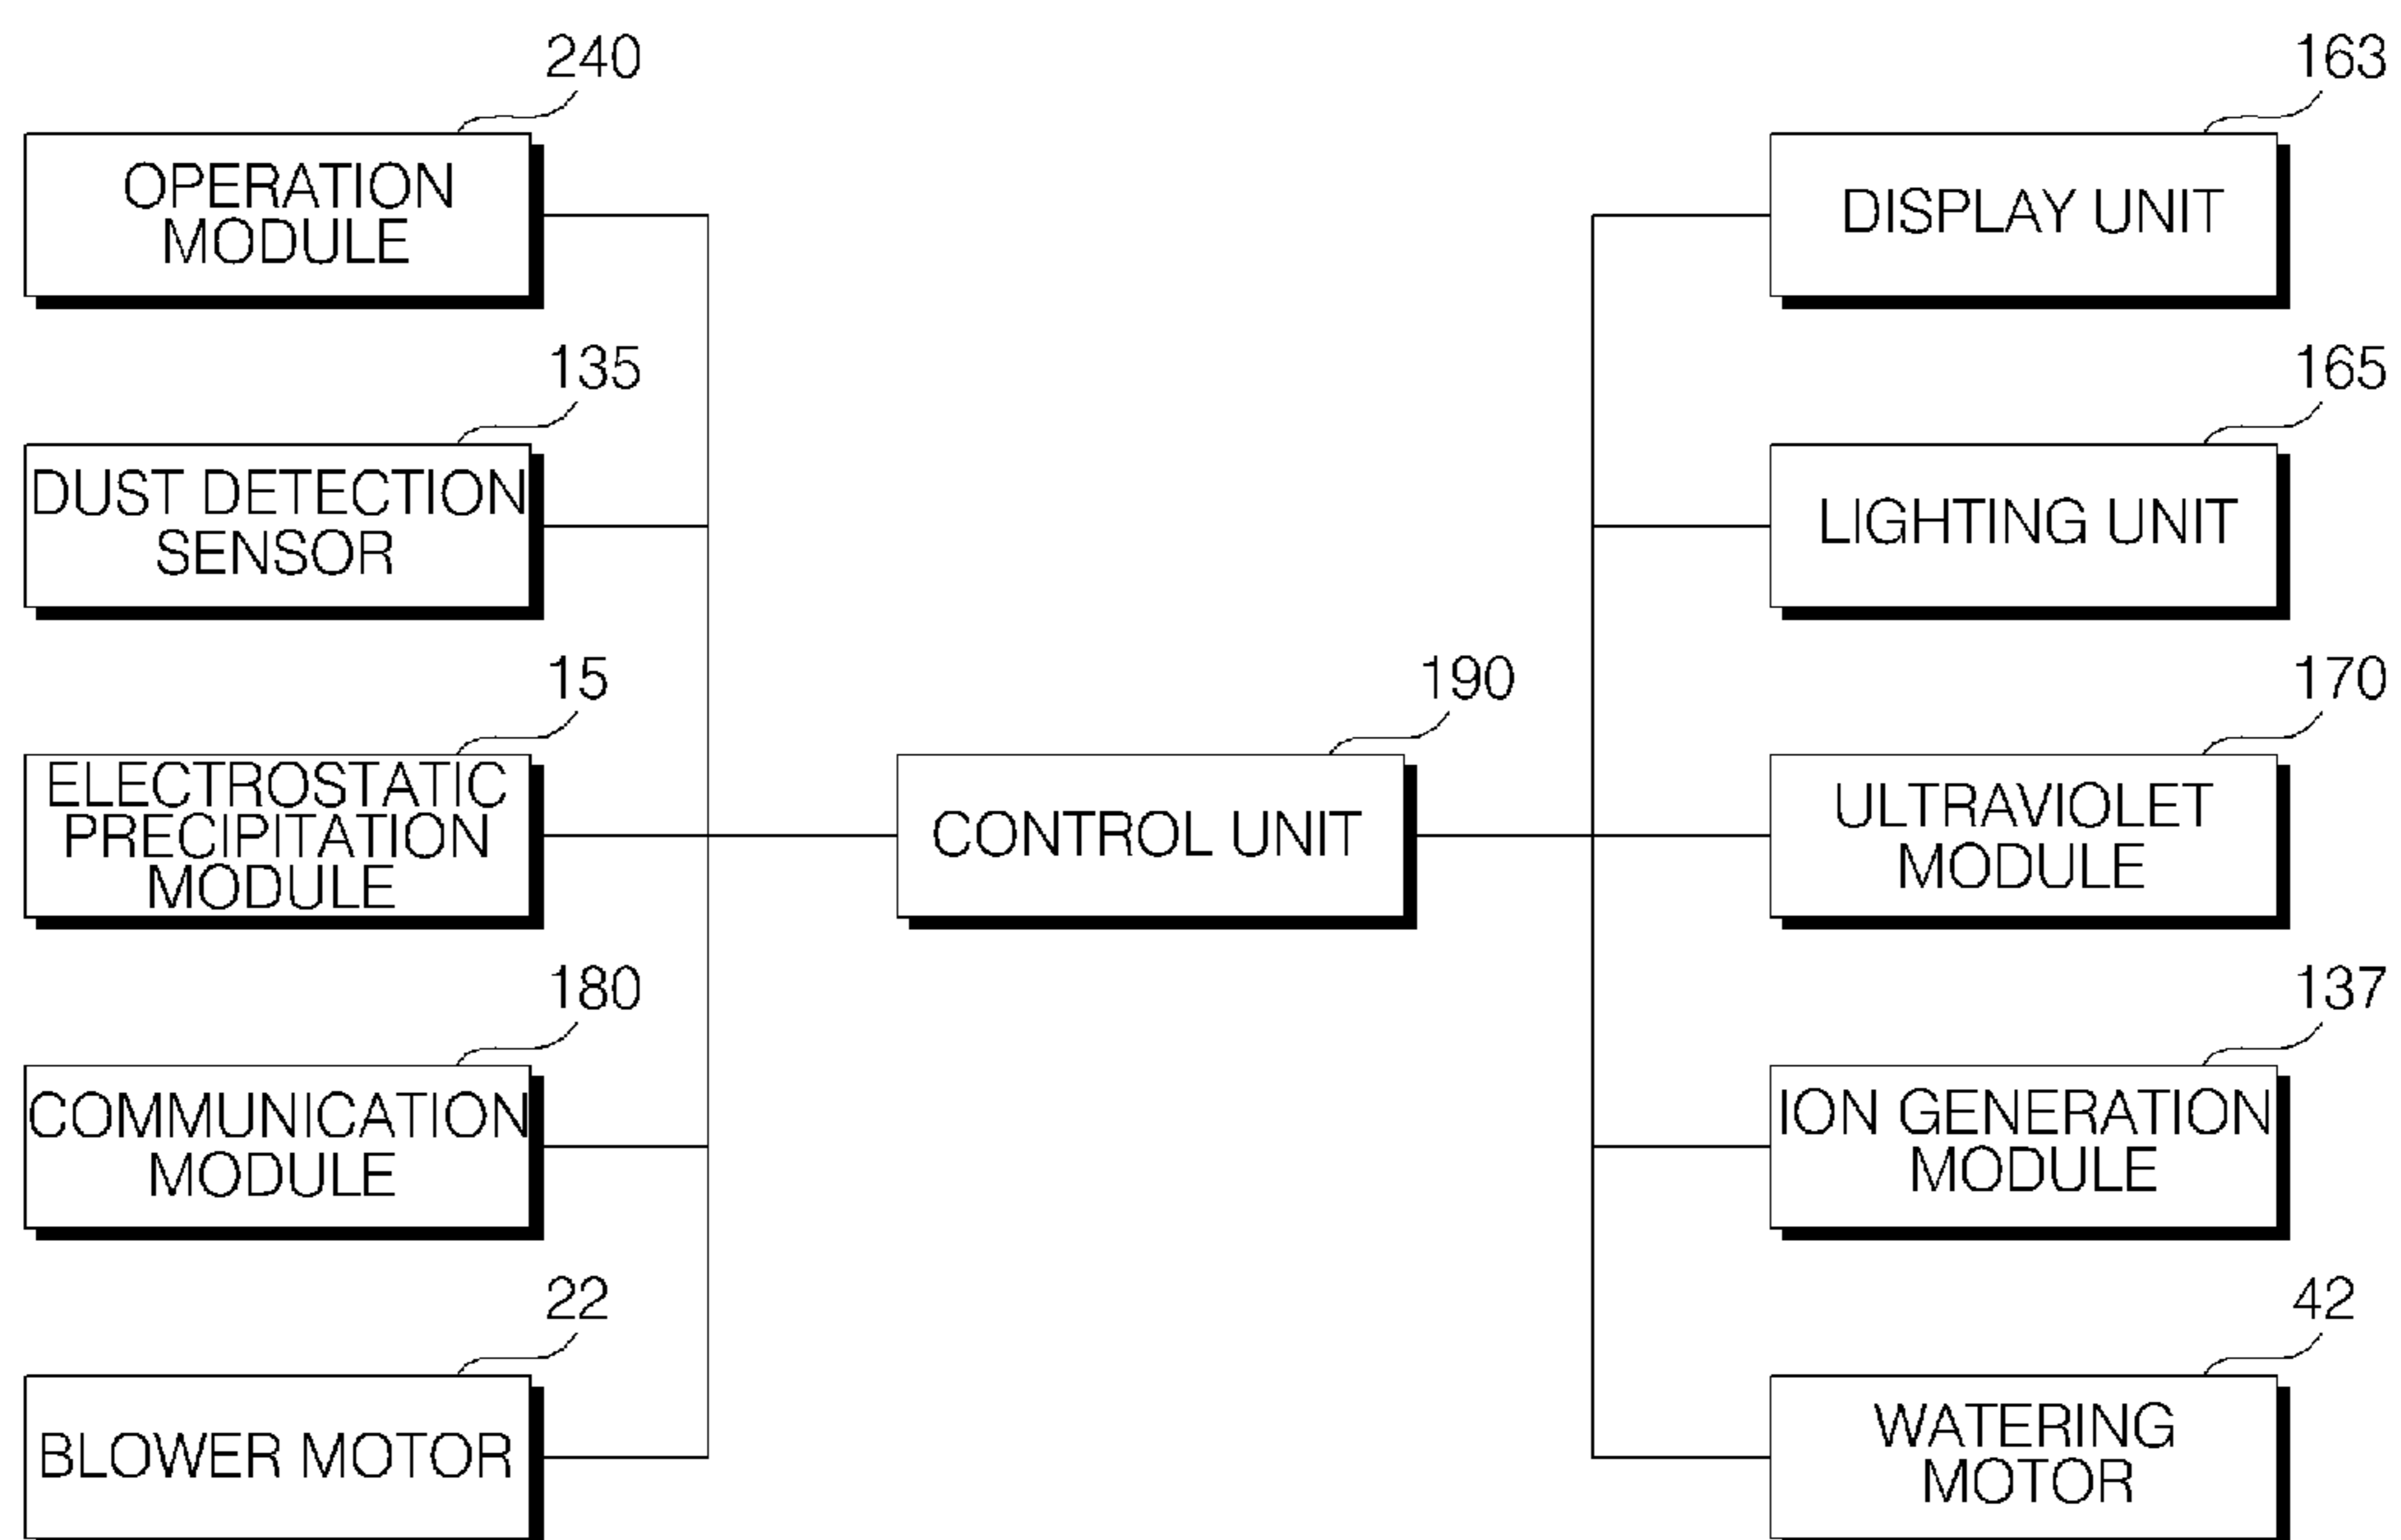 240
OPERATION
MODULE
135
DUST DETECTION
SENSOR
15
ELECTROSTATIC
PRECIPITATION
MODULE
180
COMMUNICATION
MODULE
22
BLOWER MOTOR
190
CONTROL UNIT
163
DISPLAY UNIT
165
LIGHTING UNIT
170
ULTRAVIOLET
MODULE
137
ION GENERATION
MODULE
42
WATERING
MOTOR